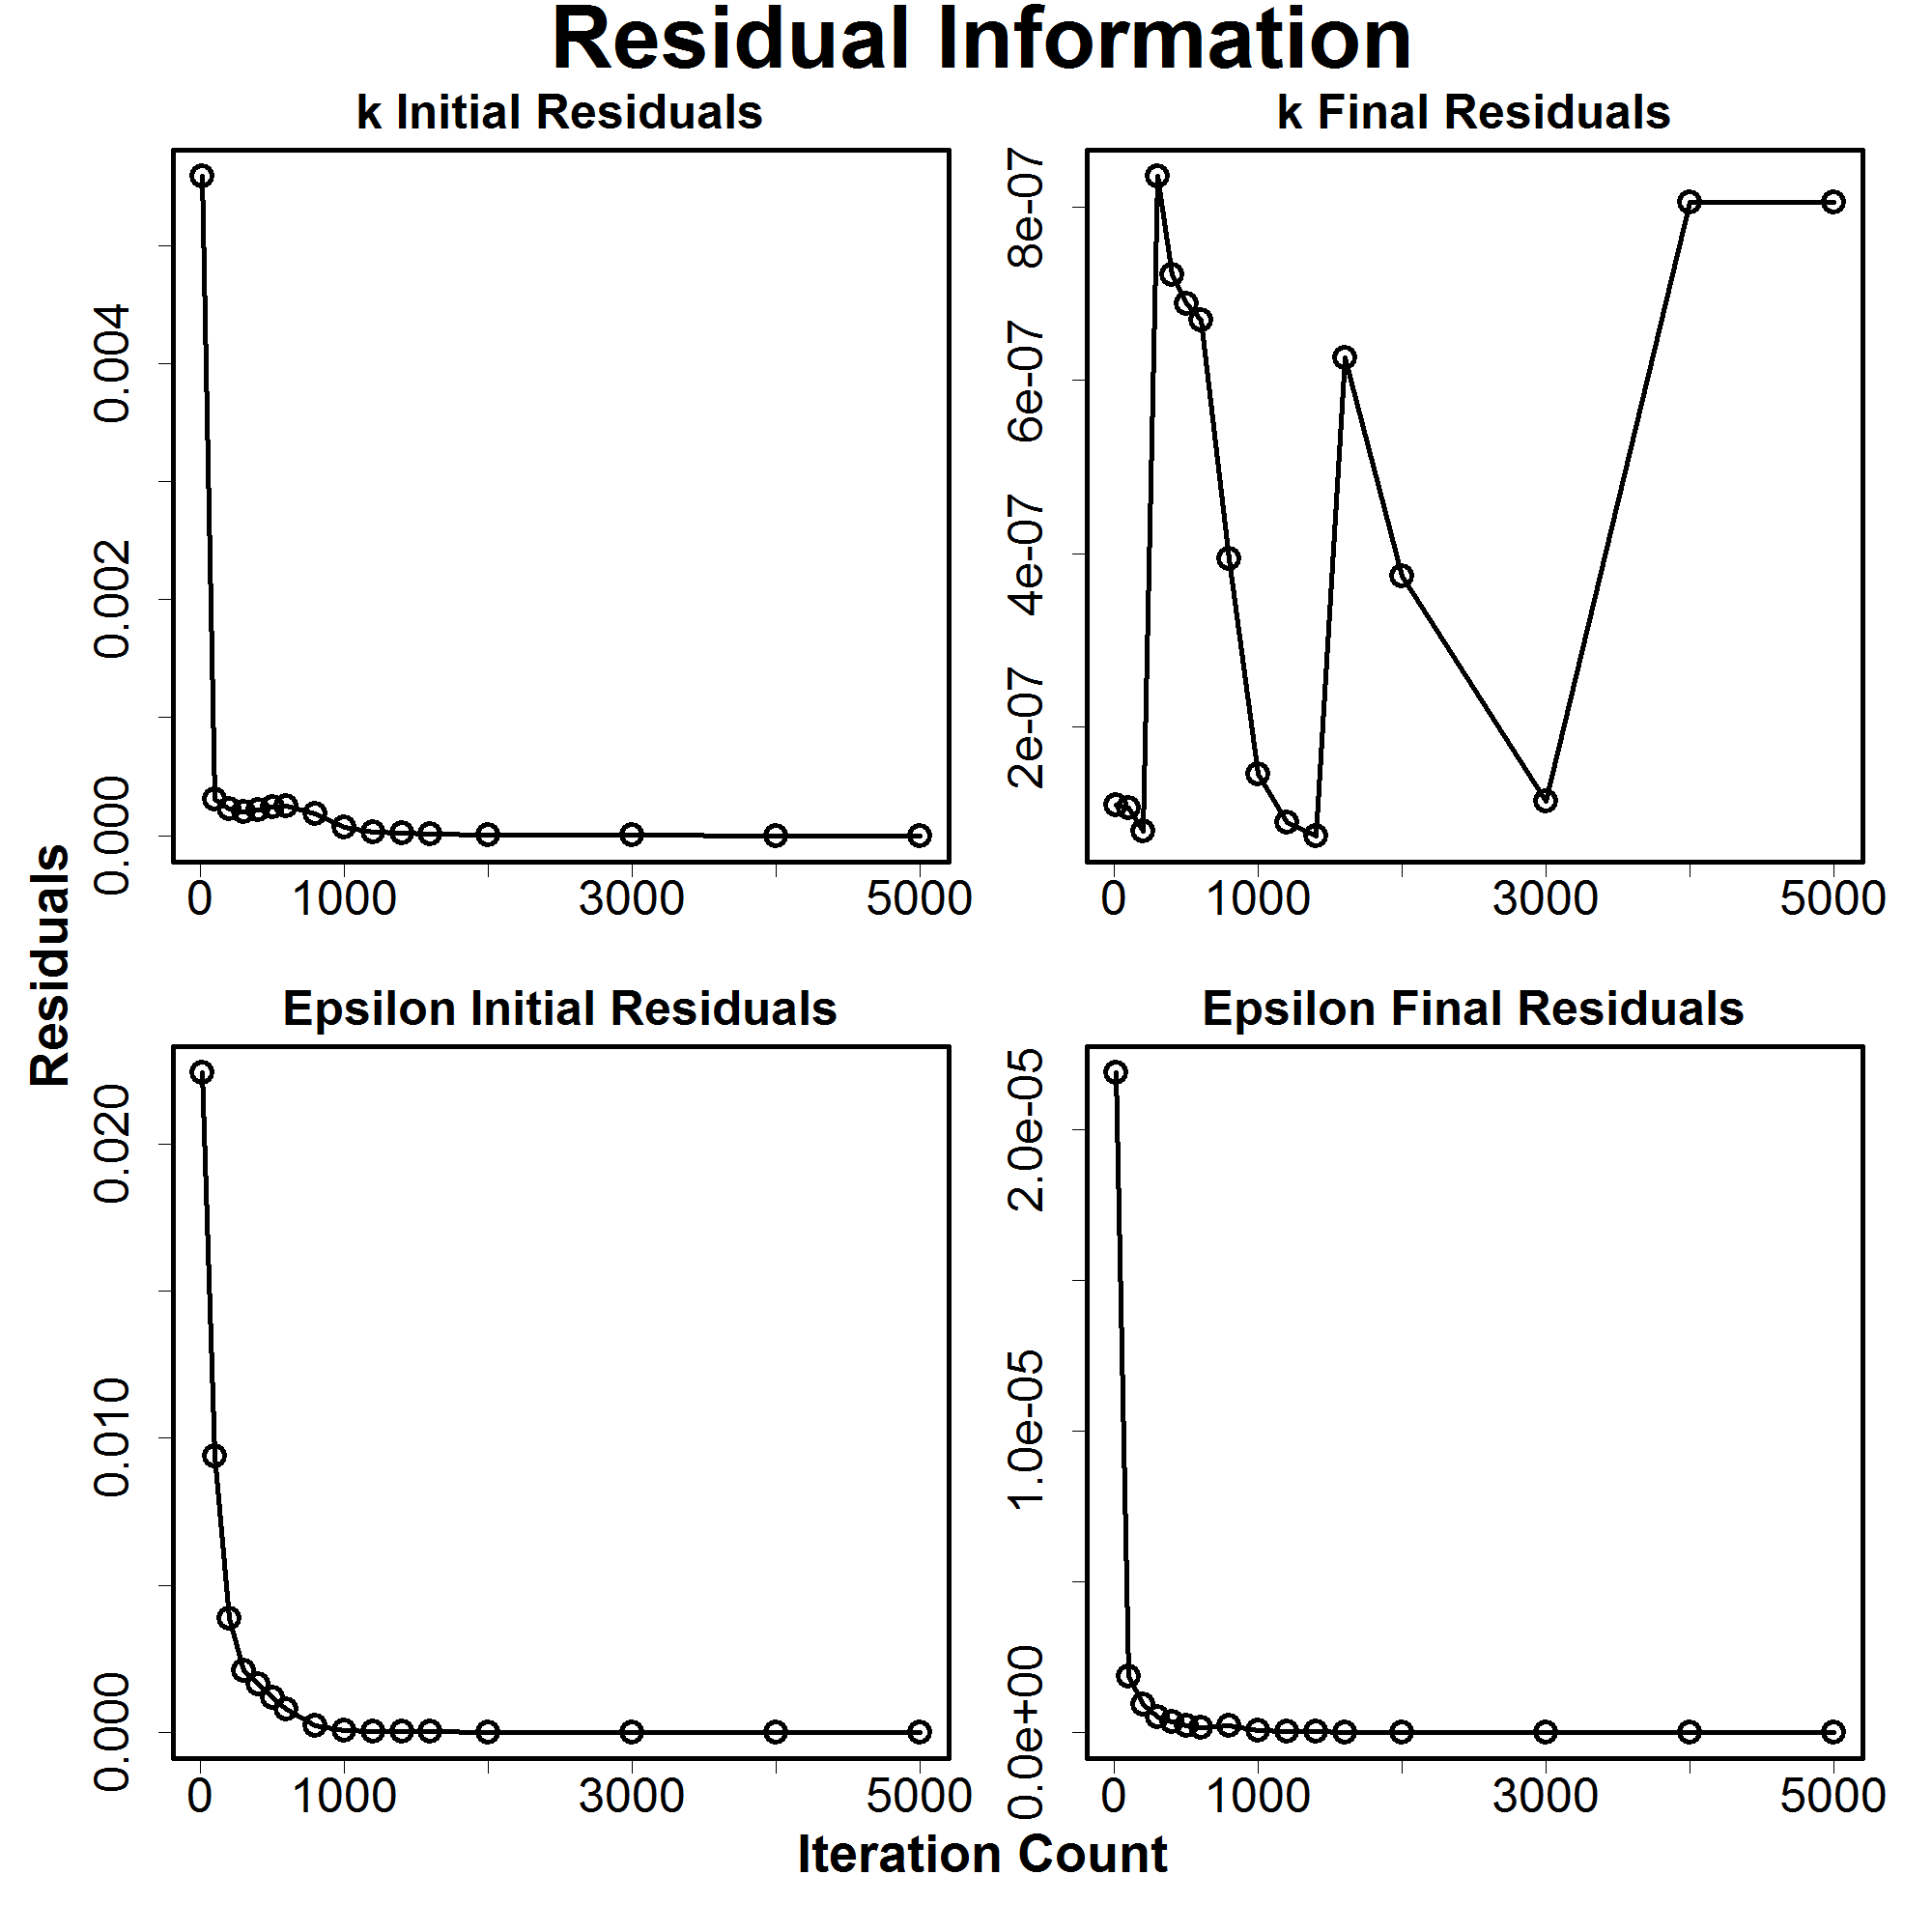 Residual Information
k Initial Residuals
k Final Residuals
0.004
0.002
0.000
0
1000
3000
5000
8e-07
6e-07
4e-07
2e-07
0
1000
3000
5000
Residuals
Epsilon Initial Residuals
Epsilon Final Residuals
0.020
0.010
0.000
0
1000
3000
5000
2.0e-05
1.0e-05
0.0e+00
0
1000
3000
5000
Iteration Count